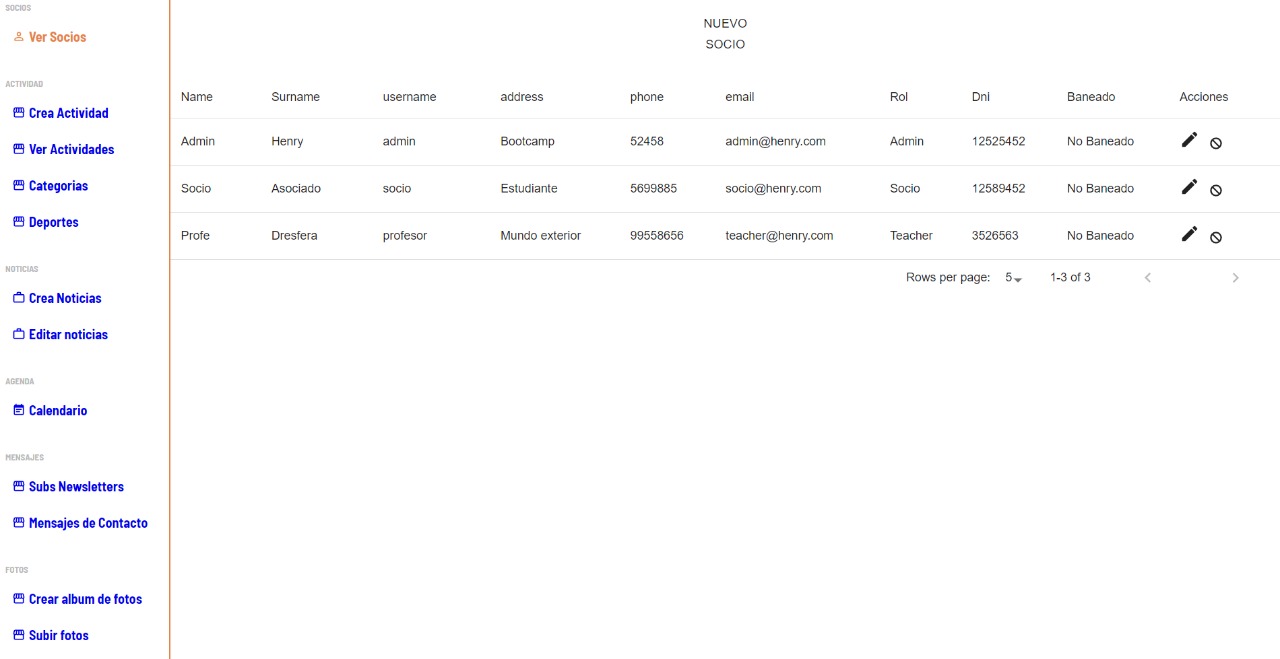 SOCIOS
Ver Socios
ACTIVIDAD
Crea Actividad
Ver Actividades
Categorias
Deportes
NOTICIAS
Crea Noticias
Editar noticias
AGENDA
Calendario
MENSAJES
Subs Newsletters
Mensajes de Contacto
FOTOS
Crear album de fotos
Subir fotos
NUEVO
SOCIO
Name Surname username address phone email Rol Dni Baneado Acciones
Admin Henry admin Bootcamp 52458 admin@henry.com Admin 12525452 No Baneado
Socio Asociado socio Estudiante 5699885 socio@henry.com Socio 12589452 No Baneado
Profe Dresfera profesor Mundo exterior 99558656 teacher@henry.com Teacher 3526563 No Baneado
Rows per page: 5 1-3 of 3